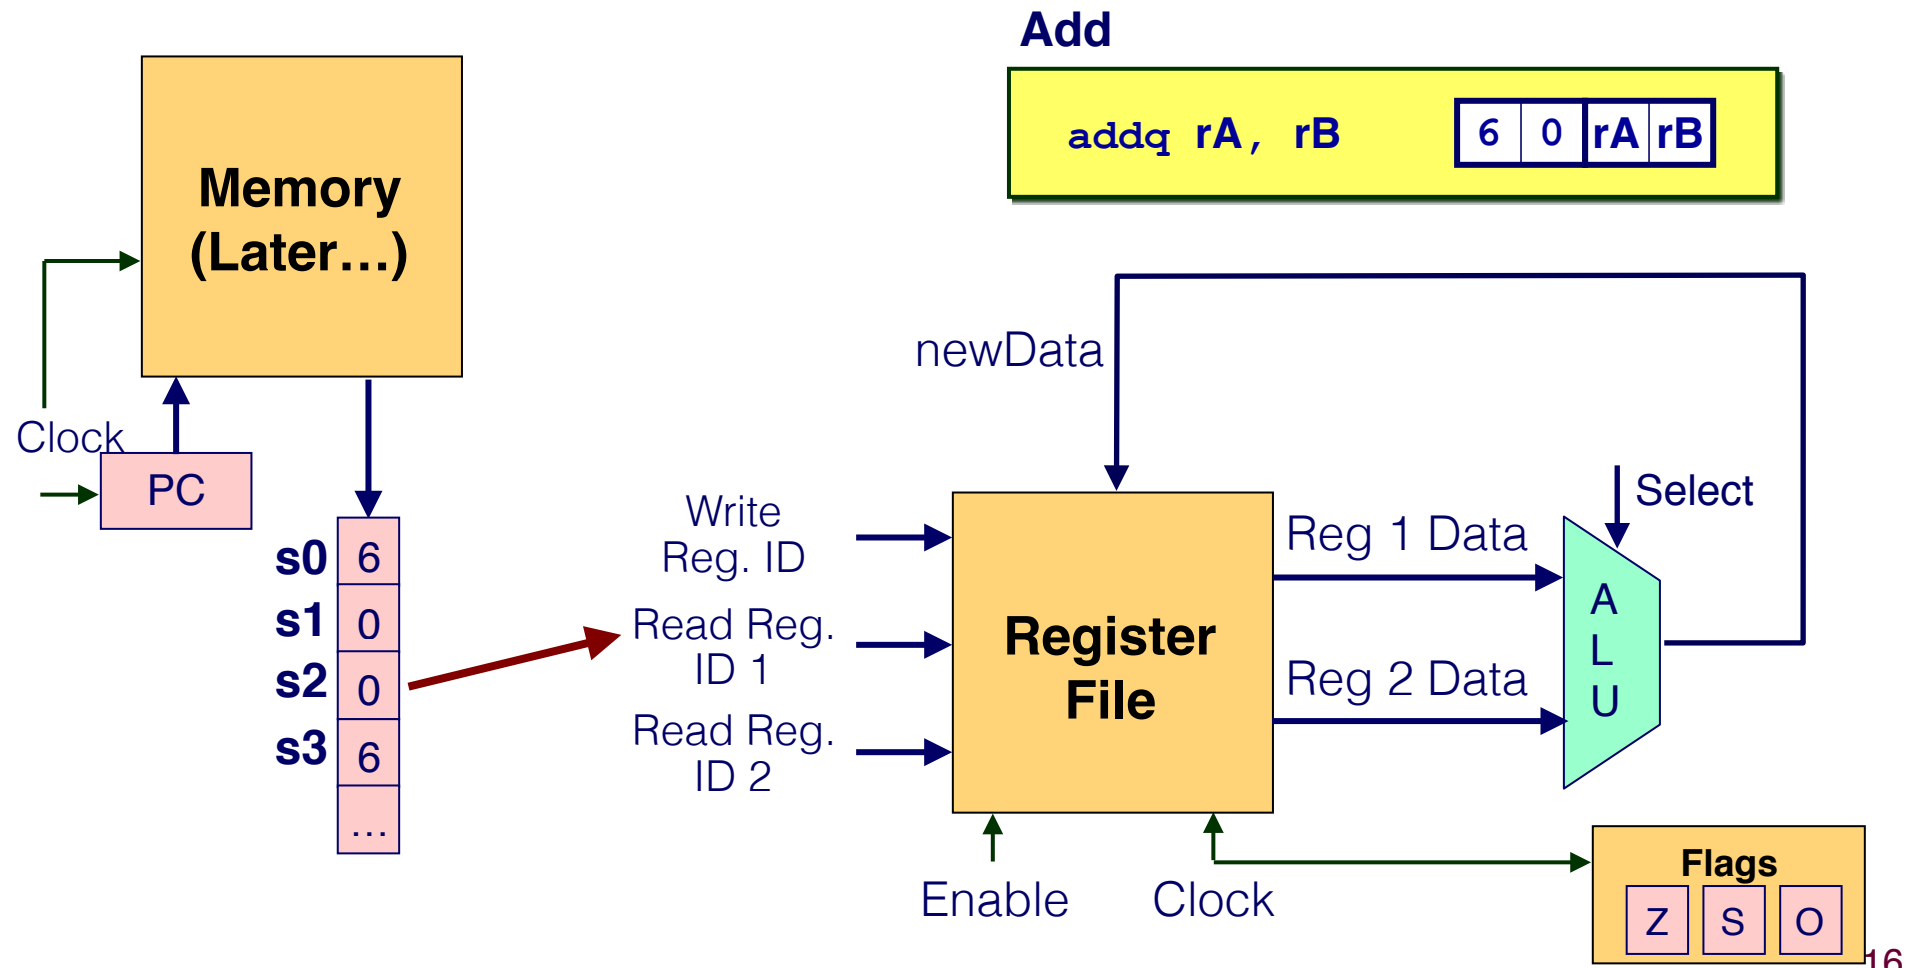 Add
addq rA, rB
6 0 rA rB
Memory
(Later…)
newData
Clock
PC
Select
Write
Reg. ID
Reg 1 Data
s0 6
s1 0
s2 0
s3 6
…
Read Reg.
ID 1
Register
File
A
L
U
Reg 2 Data
Read Reg.
ID 2
Enable
Clock
Flags
Z S O
16